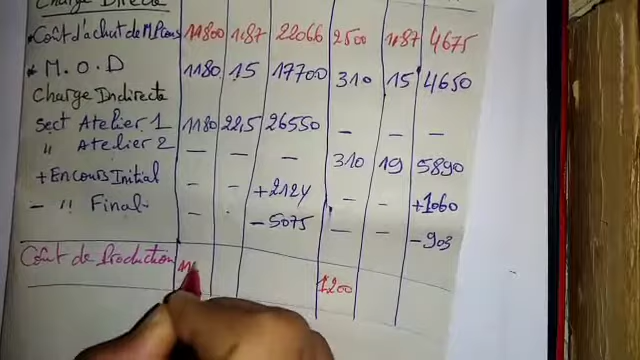 Charge Directe
• Coût d'achat de MPcons 11800 1.87 22066 2500 1.87 4675
• M.O.D 1180 15 17700 310 15 4650
Charge Indirecte
sect Atelier 1 1180 22,5 26550 - - -
" Atelier 2 - - - 310 19 5890
+ Encours Initial - - +2124 - - +1060
- " Final - - -5075 - - -903
Coût de Production 1200